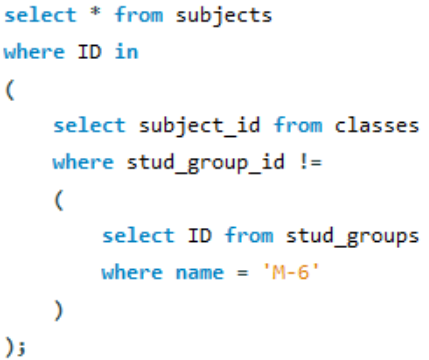 select * from subjects
where ID in
(
    select subject_id from classes
    where stud_group_id !=
    (
        select ID from stud_groups
        where name = 'M-6'
    )
);